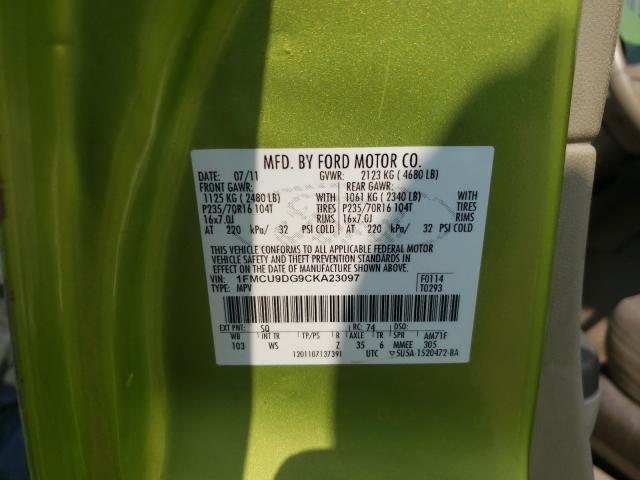 MFD. BY FORD MOTOR CO.
DATE: 07/11 GVWR: 2123 KG ( 4680 LB)
FRONT GAWR: REAR GAWR:
1125 KG ( 2480 LB) WITH 1061 KG ( 2340 LB) WITH
P235/70R16 104T TIRES P235/70R16 104T TIRES
16x7.0J RIMS 16x7.0J RIMS
AT 220 kPa/ 32 PSI COLD AT 220 kPa/ 32 PSI COLD
THIS VEHICLE CONFORMS TO ALL APPLICABLE FEDERAL MOTOR
VEHICLE SAFETY AND THEFT PREVENTION STANDARDS IN
EFFECT ON THE DATE OF MANUFACTURE SHOWN ABOVE.
VIN: 1FMCU9DG9CKA23097 F0114
TYPE: MPV T0293
EXT PNT: SQ RC: 74 DSO:
WB INT TR TP/PS R AXLE TR SPR AM71F
103 WS Z 35 6 MMEE 305
1201107137391 UTC 5U5A-1520472-BA